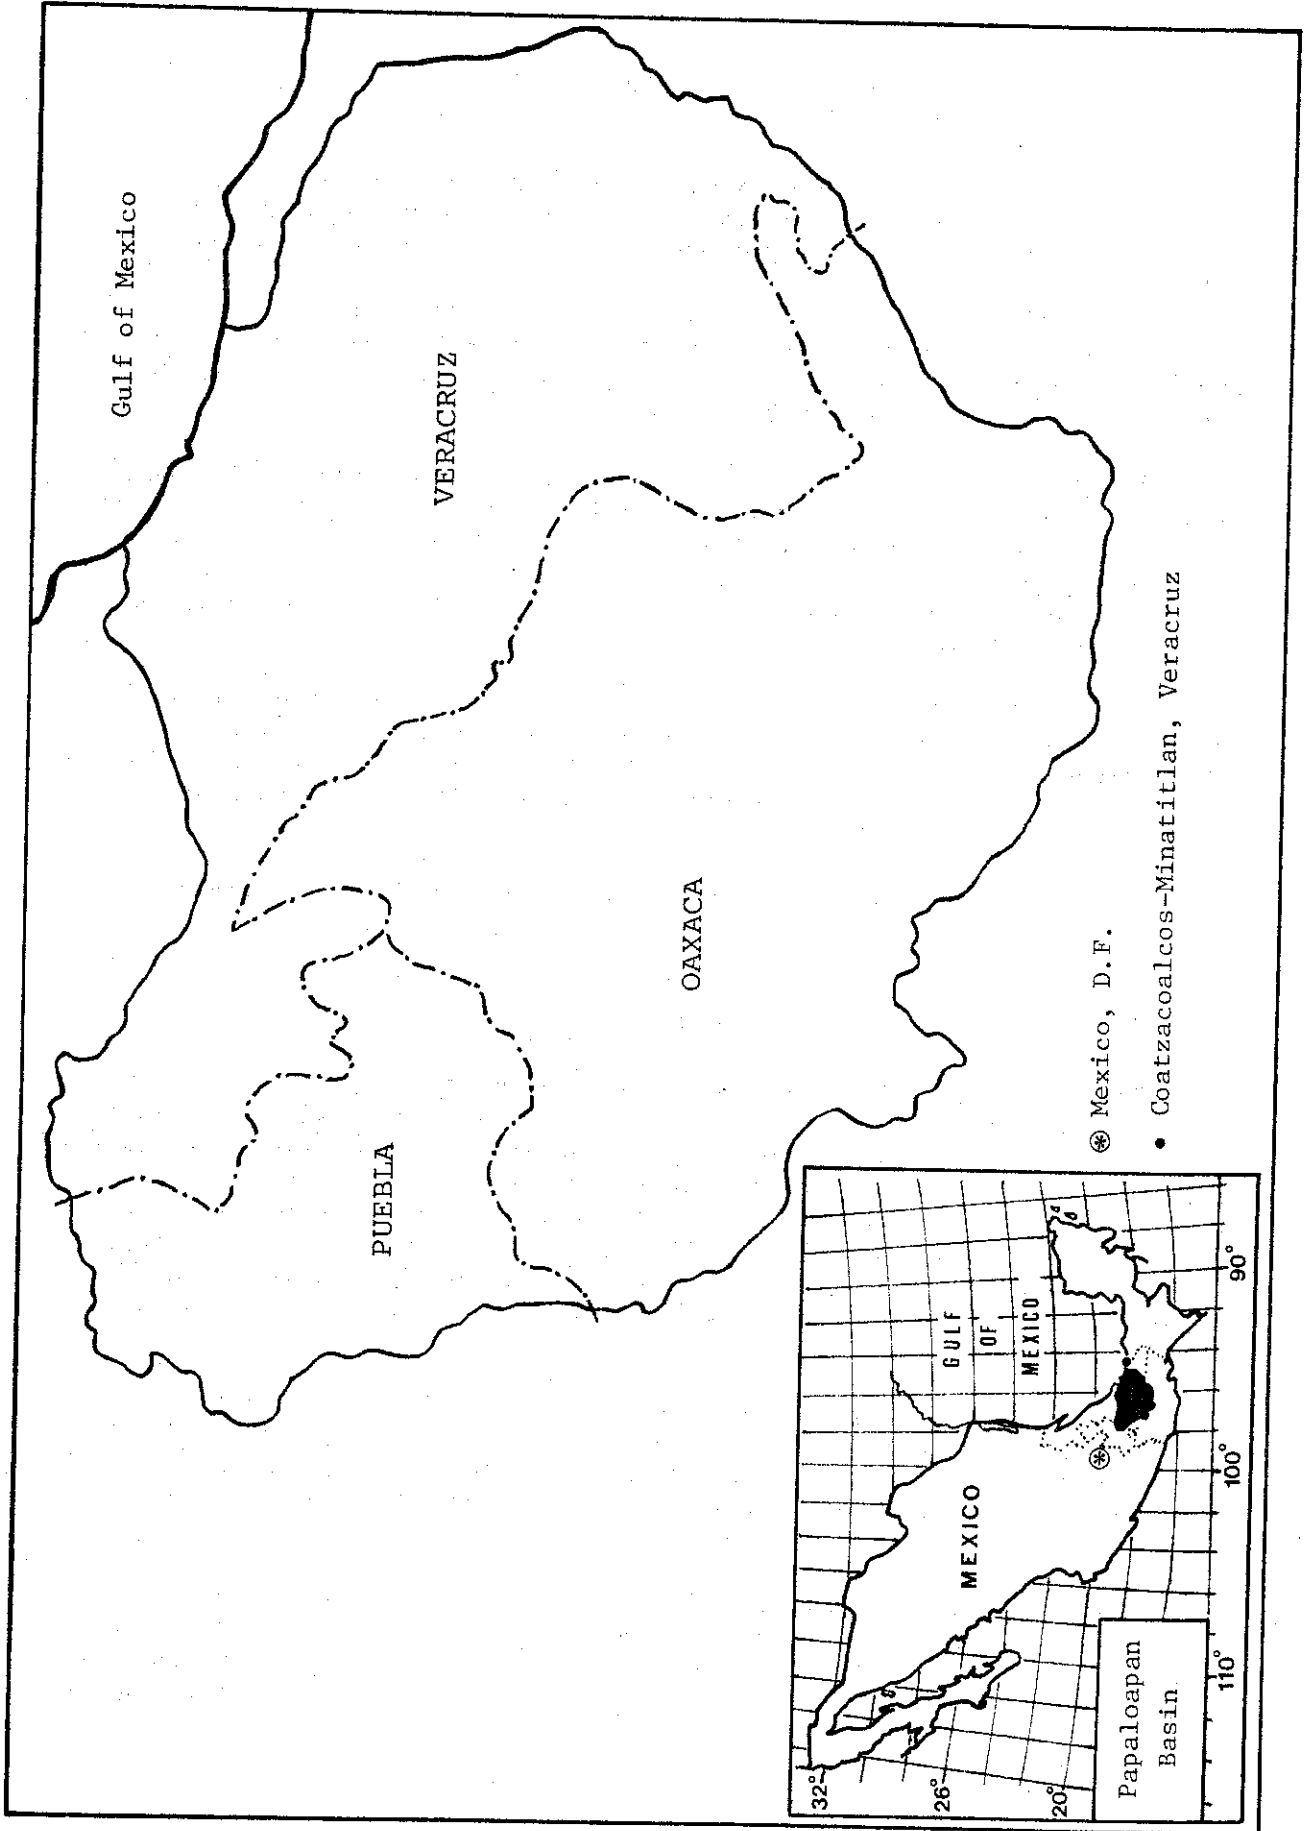 Gulf of Mexico
VERACRUZ
OAXACA
PUEBLA
⊛ Mexico, D.F.
• Coatzacoalcos-Minatitlan, Veracruz
GULF
OF
MEXICO
MEXICO
32°
26°
20°
110°
100°
90°
Papaloapan
Basin